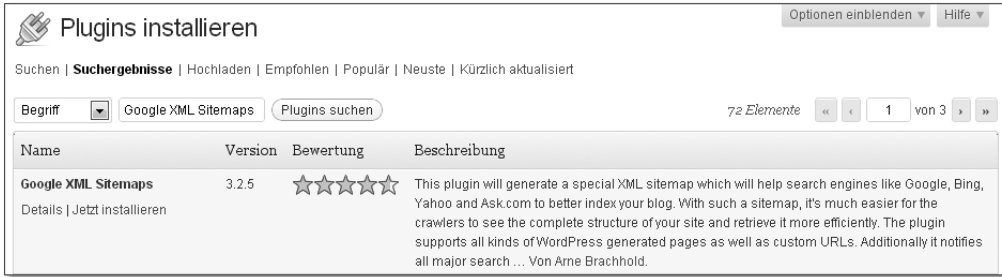 Optionen einblenden Hilfe
Plugins installieren
Suchen | Suchergebnisse | Hochladen | Empfohlen | Populär | Neuste | Kürzlich aktualisiert
Begriff Google XML Sitemaps Plugins suchen 72 Elemente « ‹ 1 von 3 › »
Name Version Bewertung Beschreibung
Google XML Sitemaps 3.2.5 This plugin will generate a special XML sitemap which will help search engines like Google, Bing,
Details | Jetzt installieren Yahoo and Ask.com to better index your blog. With such a sitemap, it's much easier for the
crawlers to see the complete structure of your site and retrieve it more efficiently. The plugin
supports all kinds of WordPress generated pages as well as custom URLs. Additionally it notifies
all major search ... Von Arne Brachhold.